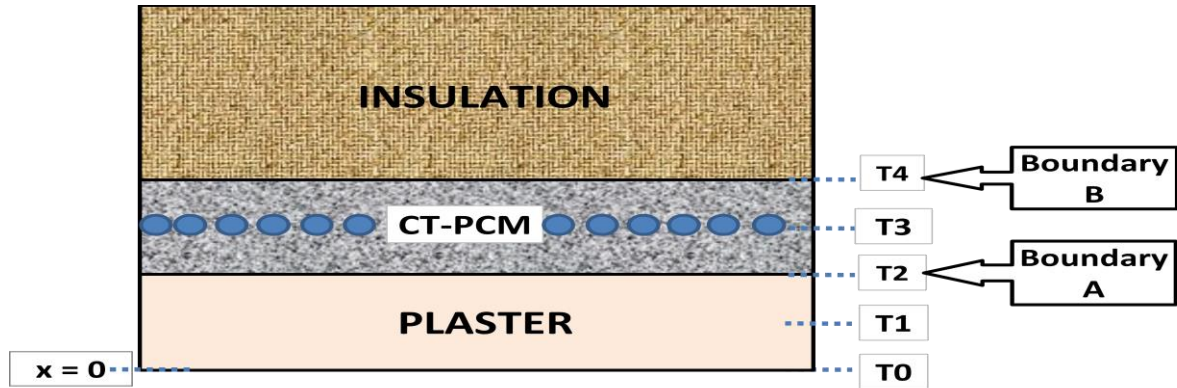 INSULATION
T4
Boundary
B
CT-PCM
T3
T2
Boundary
A
PLASTER
T1
x = 0
T0